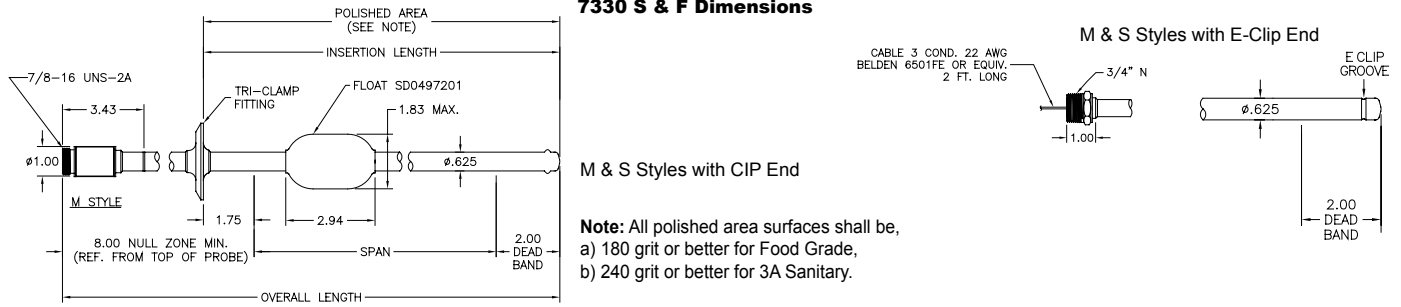 7330 S & F Dimensions
POLISHED AREA
(SEE NOTE)
INSERTION LENGTH
7/8-16 UNS-2A
3.43
TRI-CLAMP
FITTING
FLOAT SD0497201
1.83 MAX.
ø1.00
ø.625
M STYLE
1.75
2.94
8.00 NULL ZONE MIN.
(REF. FROM TOP OF PROBE)
SPAN
2.00
DEAD
BAND
OVERALL LENGTH
M & S Styles with CIP End
Note: All polished area surfaces shall be,
a) 180 grit or better for Food Grade,
b) 240 grit or better for 3A Sanitary.
M & S Styles with E-Clip End
CABLE 3 COND. 22 AWG
BELDEN 6501FE OR EQUIV.
2 FT. LONG
3/4" N
1.00
E CLIP
GROOVE
ø.625
2.00
DEAD
BAND